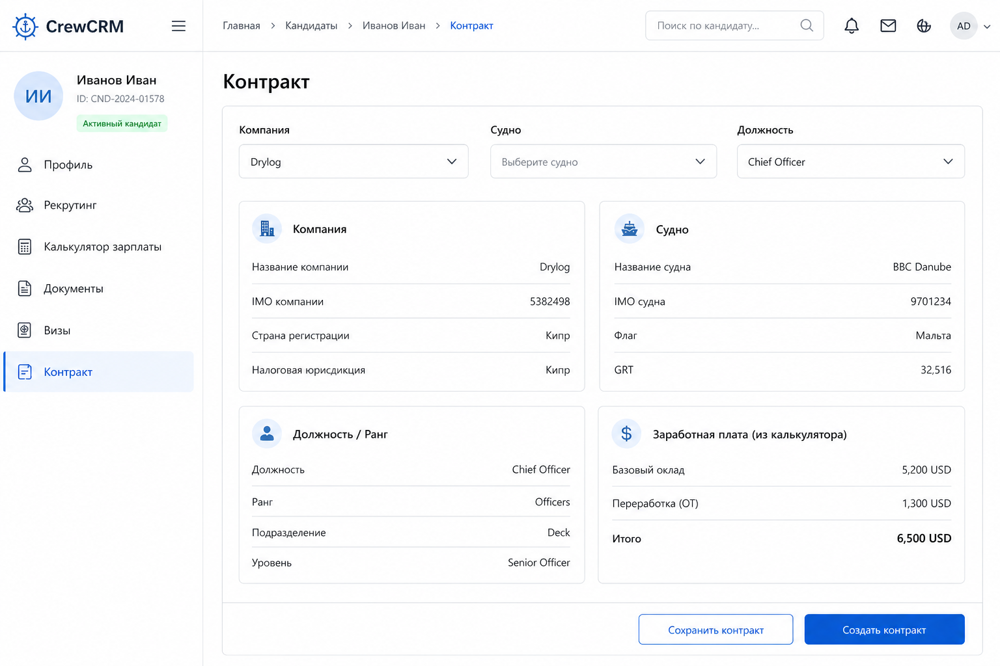 CrewCRM
Главная > Кандидаты > Иванов Иван > Контракт
Поиск по кандидату...
AD
ИИ
Иванов Иван
ID: CND-2024-01578
Активный кандидат
Профиль
Рекрутинг
Калькулятор зарплаты
Документы
Визы
Контракт
Контракт
Компания
Судно
Должность
Drylog
Выберите судно
Chief Officer
Компания
Название компании Drylog
IMO компании 5382498
Страна регистрации Кипр
Налоговая юрисдикция Кипр
Судно
Название судна BBC Danube
IMO судна 9701234
Флаг Мальта
GRT 32,516
Должность / Ранг
Должность Chief Officer
Ранг Officers
Подразделение Deck
Уровень Senior Officer
$
Заработная плата (из калькулятора)
Базовый оклад 5,200 USD
Переработка (ОТ) 1,300 USD
Итого 6,500 USD
Сохранить контракт
Создать контракт